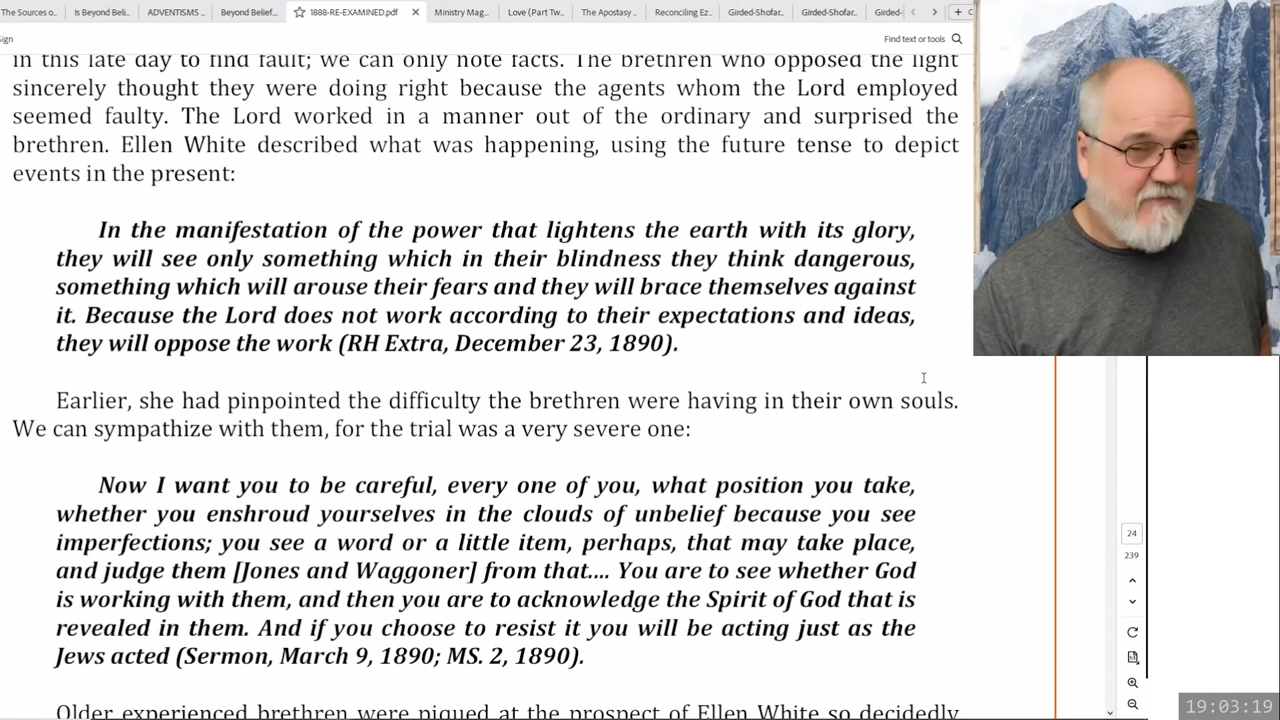 The Sources o...
Is Beyond Beli...
ADVENTISMS ...
Beyond Belief...
1888-RE-EXAMINED.pdf
Ministry Mag...
Love (Part Tw...
The Apostasy ...
Reconciling Ez...
Girded-Shofar...
Girded-Shofar...
Girded-
Sign
Find text or tools
in this late day to find fault; we can only note facts. The brethren who opposed the light
sincerely thought they were doing right because the agents whom the Lord employed
seemed faulty. The Lord worked in a manner out of the ordinary and surprised the
brethren. Ellen White described what was happening, using the future tense to depict
events in the present:
In the manifestation of the power that lightens the earth with its glory,
they will see only something which in their blindness they think dangerous,
something which will arouse their fears and they will brace themselves against
it. Because the Lord does not work according to their expectations and ideas,
they will oppose the work (RH Extra, December 23, 1890).
Earlier, she had pinpointed the difficulty the brethren were having in their own souls.
We can sympathize with them, for the trial was a very severe one:
Now I want you to be careful, every one of you, what position you take,
whether you enshroud yourselves in the clouds of unbelief because you see
imperfections; you see a word or a little item, perhaps, that may take place,
and judge them [Jones and Waggoner] from that.... You are to see whether God
is working with them, and then you are to acknowledge the Spirit of God that is
revealed in them. And if you choose to resist it you will be acting just as the
Jews acted (Sermon, March 9, 1890; MS. 2, 1890).
Older experienced brethren were piqued at the prospect of Ellen White so decidedly
24
239
19:03:19